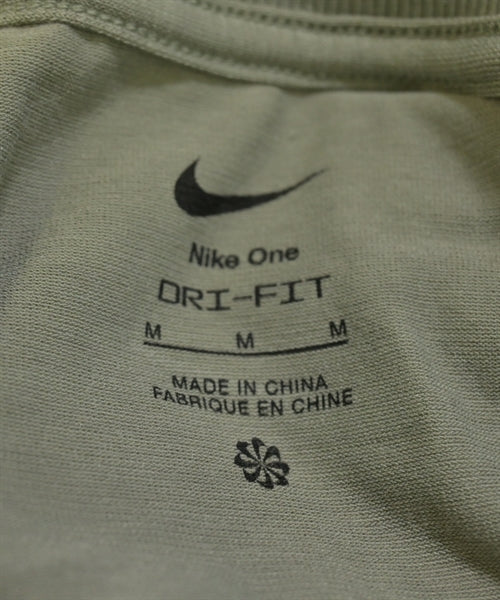 Nike One
DRI-FIT
M M M
MADE IN CHINA
FABRIQUE EN CHINE